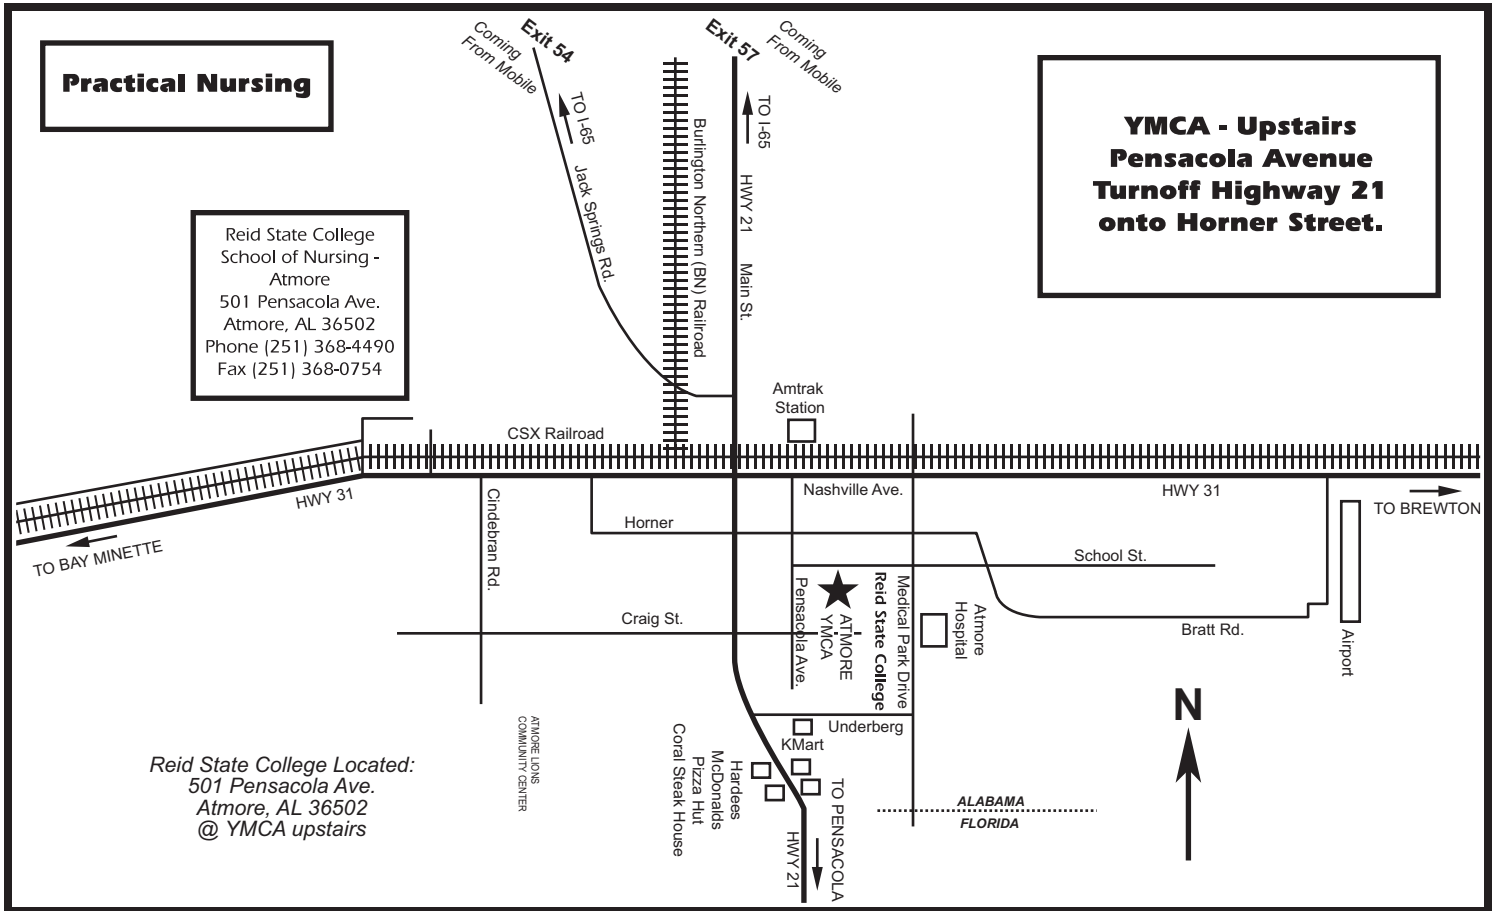 Practical Nursing
Coming
From Mobile
Exit 54
Exit 57
Coming
From Mobile
YMCA - Upstairs
Pensacola Avenue
Turnoff Highway 21
onto Horner Street.
TO I-65
TO I-65
Jack Springs Rd.
Burlington Northern (BN) Railroad
HWY 21
Main St.
Reid State College
School of Nursing -
Atmore
501 Pensacola Ave.
Atmore, AL 36502
Phone (251) 368-4490
Fax (251) 368-0754
Amtrak
Station
CSX Railroad
HWY 31
TO BAY MINETTE
Nashville Ave.
HWY 31
TO BREWTON
Cindebran Rd.
Horner
School St.
Craig St.
Pensacola Ave.
ATMORE
YMCA
Reid State College
Medical Park Drive
Atmore
Hospital
Bratt Rd.
Airport
Underberg
KMart
ATMORE LIONS
COMMUNITY CENTER
Hardees
McDonalds
Pizza Hut
Coral Steak House
TO PENSACOLA
HWY 21
ALABAMA
FLORIDA
N
Reid State College Located:
501 Pensacola Ave.
Atmore, AL 36502
@ YMCA upstairs